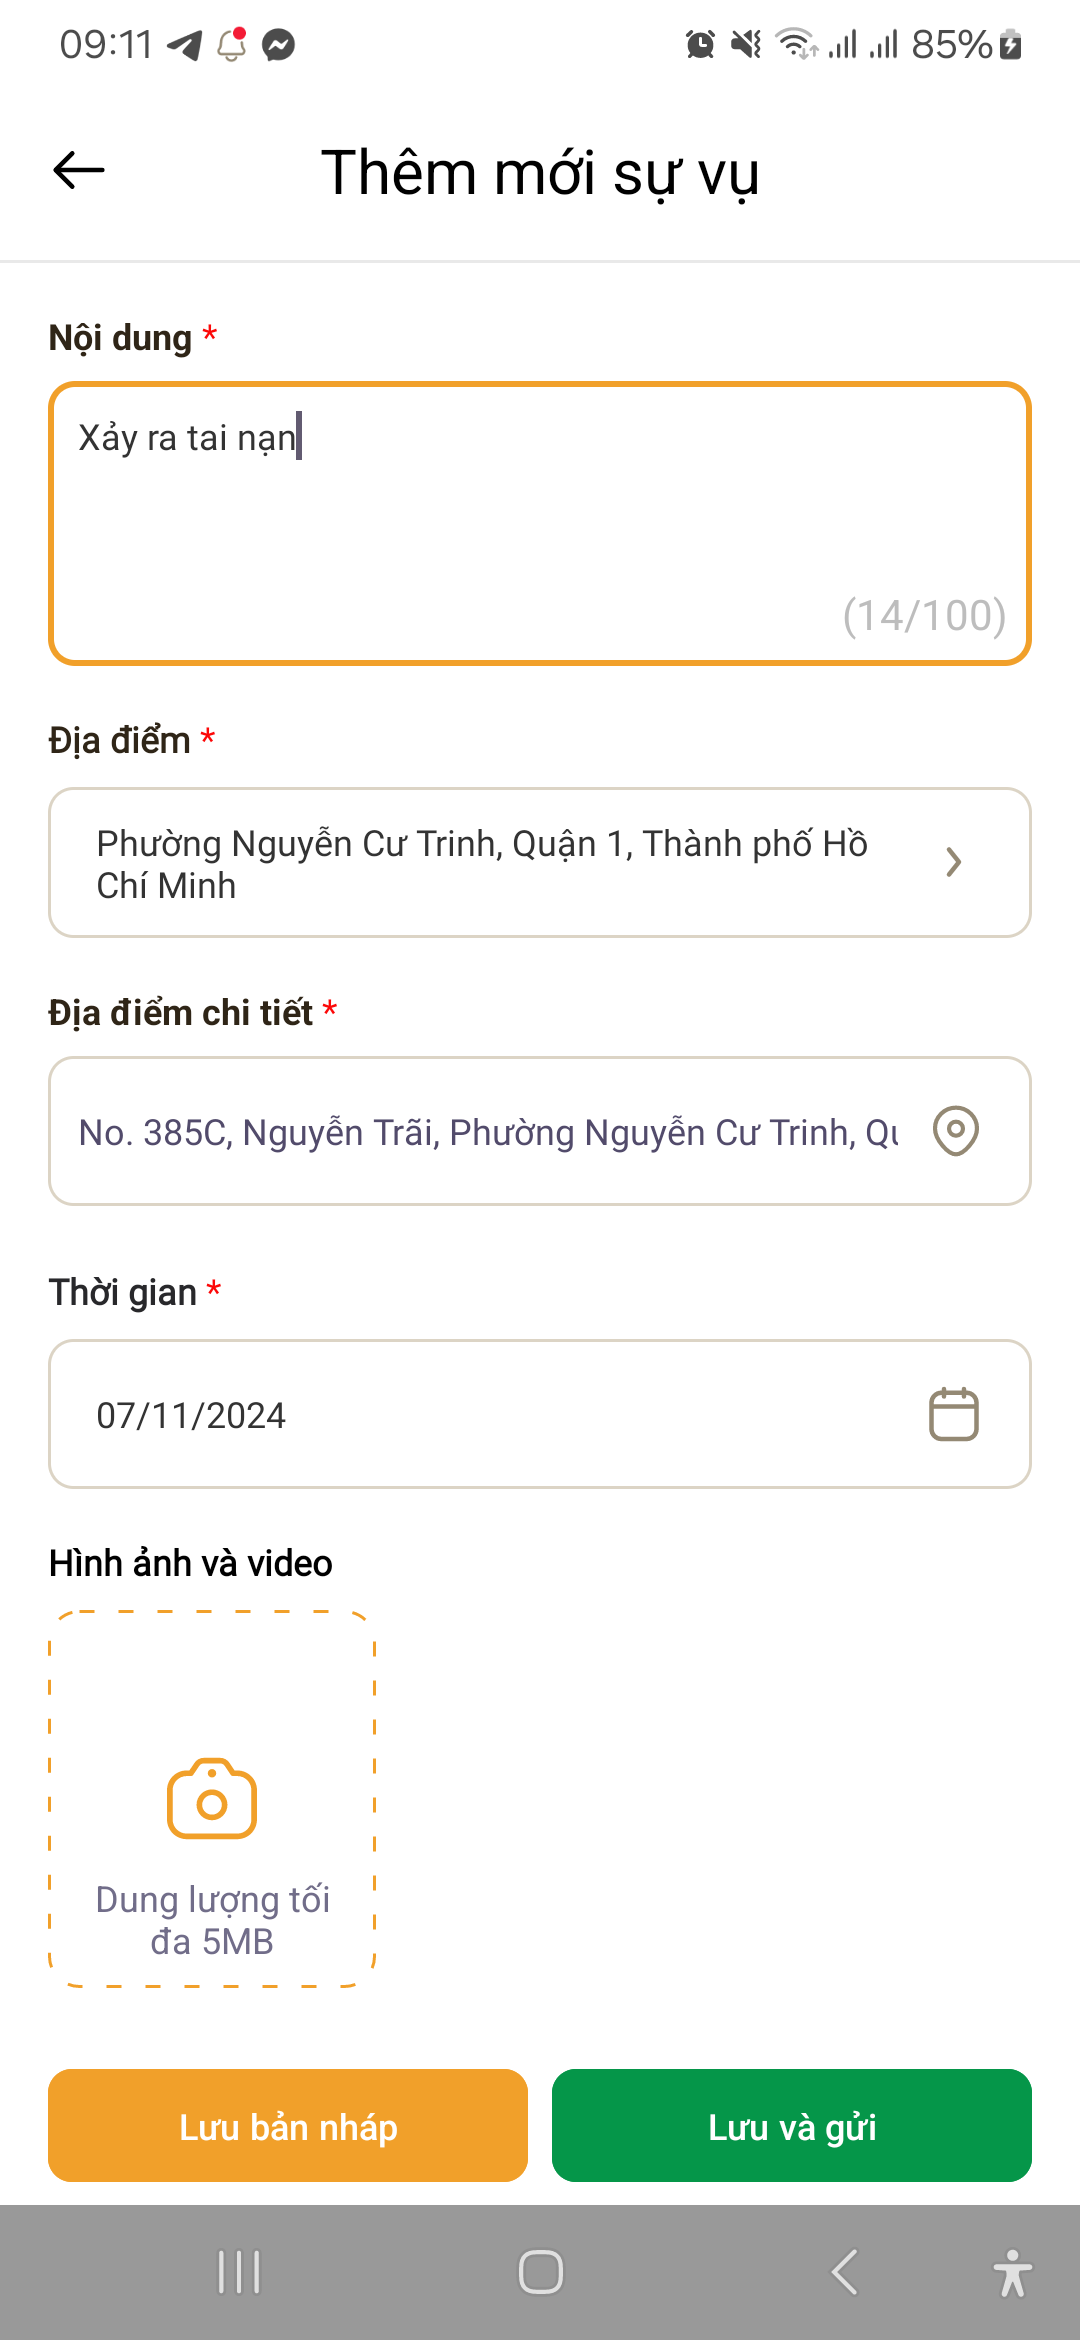 09:11
85%
Thêm mới sự vụ
Nội dung *
Xảy ra tai nạn
(14/100)
Địa điểm *
Phường Nguyễn Cư Trinh, Quận 1, Thành phố Hồ
Chí Minh
Địa điểm chi tiết *
No. 385C, Nguyễn Trãi, Phường Nguyễn Cư Trinh,
Thời gian *
07/11/2024
Hình ảnh và video
Dung lượng tối
đa 5MB
Lưu bản nháp
Lưu và gửi